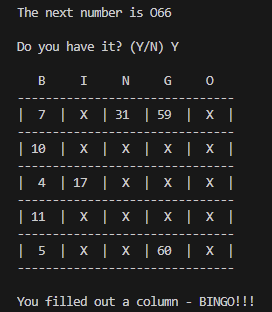 The next number is O66
Do you have it? (Y/N) Y
B I N G O
----------------------------------
| 7 | X | 31 | 59 | X |
----------------------------------
| 10 | X | X | X | X |
----------------------------------
| 4 | 17 | X | X | X |
----------------------------------
| 11 | X | X | X | X |
----------------------------------
| 5 | X | X | 60 | X |
----------------------------------
You filled out a column - BINGO!!!